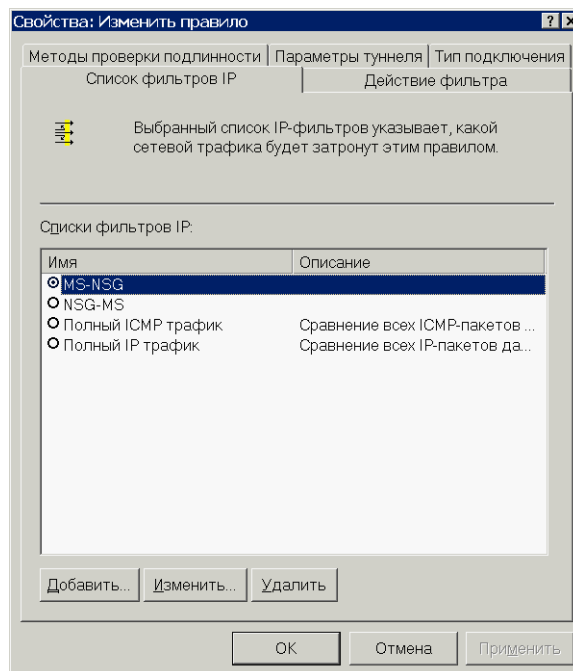 Свойства: Изменить правило
Методы проверки подлинности Параметры туннеля Тип подключения
Список фильтров IP Действие фильтра
Выбранный список IP-фильтров указывает, какой
сетевой трафика будет затронут этим правилом.
Списки фильтров IP:
Имя Описание
MS-NSG
NSG-MS
Полный ICMP трафик Сравнение всех ICMP-пакетов ...
Полный IP трафик Сравнение всех IP-пакетов да...
Добавить... Изменить... Удалить
OK Отмена Применить